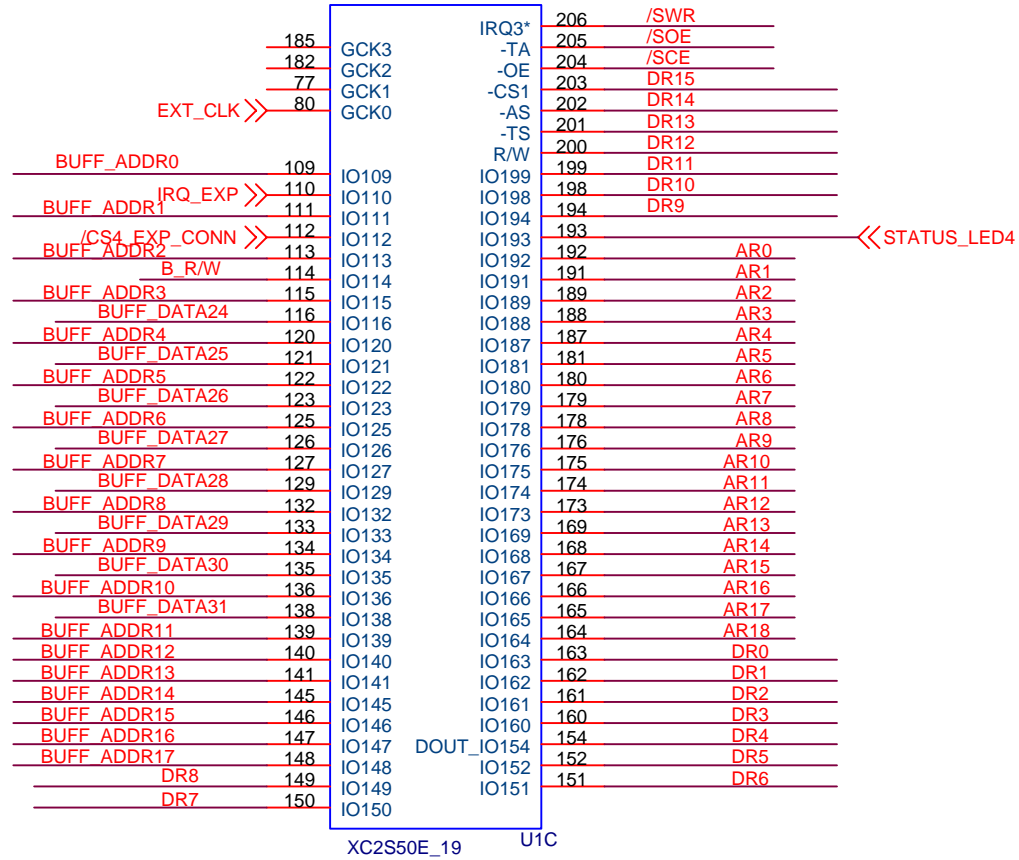 206 /SWR
IRQ3*
185 205 /SOE
GCK3 -TA
182 204 /SCE
GCK2 -OE
77 203 DR15
GCK1 -CS1
EXT_CLK 80 202 DR14
GCK0 -AS
201 DR13
-TS
200 DR12
R/W
BUFF_ADDR0 109 199 DR11
IO109 IO199
IRQ_EXP 110 198 DR10
IO110 IO198
BUFF_ADDR1 111 194 DR9
IO111 IO194
/CS4_EXP_CONN 112 193 STATUS_LED4
IO112 IO193
BUFF_ADDR2 113 192 AR0
IO113 IO192
B_R/W 114 191 AR1
IO114 IO191
BUFF_ADDR3 115 189 AR2
IO115 IO189
BUFF_DATA24 116 188 AR3
IO116 IO188
BUFF_ADDR4 120 187 AR4
IO120 IO187
BUFF_DATA25 121 181 AR5
IO121 IO181
BUFF_ADDR5 122 180 AR6
IO122 IO180
BUFF_DATA26 123 179 AR7
IO123 IO179
BUFF_ADDR6 125 178 AR8
IO125 IO178
BUFF_DATA27 126 176 AR9
IO126 IO176
BUFF_ADDR7 127 175 AR10
IO127 IO175
BUFF_DATA28 129 174 AR11
IO129 IO174
BUFF_ADDR8 132 173 AR12
IO132 IO173
BUFF_DATA29 133 169 AR13
IO133 IO169
BUFF_ADDR9 134 168 AR14
IO134 IO168
BUFF_DATA30 135 167 AR15
IO135 IO167
BUFF_ADDR10 136 166 AR16
IO136 IO166
BUFF_DATA31 138 165 AR17
IO138 IO165
BUFF_ADDR11 139 164 AR18
IO139 IO164
BUFF_ADDR12 140 163 DR0
IO140 IO163
BUFF_ADDR13 141 162 DR1
IO141 IO162
BUFF_ADDR14 145 161 DR2
IO145 IO161
BUFF_ADDR15 146 160 DR3
IO146 IO160
BUFF_ADDR16 147 154 DR4
IO147 DOUT_IO154
BUFF_ADDR17 148 152 DR5
IO148 IO152
DR8 149 151 DR6
IO149 IO151
DR7 150
IO150
XC2S50E_19 U1C